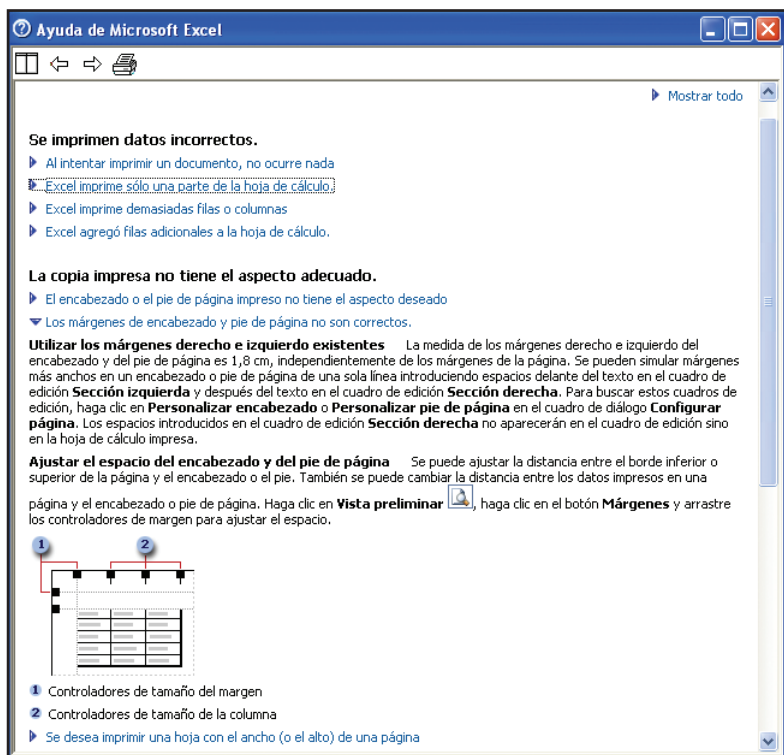 Ayuda de Microsoft Excel
Mostrar todo
Se imprimen datos incorrectos.
Al intentar imprimir un documento, no ocurre nada
Excel imprime sólo una parte de la hoja de cálculo.
Excel imprime demasiadas filas o columnas
Excel agregó filas adicionales a la hoja de cálculo.
La copia impresa no tiene el aspecto adecuado.
El encabezado o el pie de página impreso no tiene el aspecto deseado
Los márgenes de encabezado y pie de página no son correctos.
Utilizar los márgenes derecho e izquierdo existentes La medida de los márgenes derecho e izquierdo del
encabezado y del pie de página es 1,8 cm, independientemente de los márgenes de la página. Se pueden simular márgenes
más anchos en un encabezado o pie de página de una sola línea introduciendo espacios delante del texto en el cuadro de
edición Sección izquierda y después del texto en el cuadro de edición Sección derecha. Para buscar estos cuadros de
edición, haga clic en Personalizar encabezado o Personalizar pie de página en el cuadro de diálogo Configurar
página. Los espacios introducidos en el cuadro de edición Sección derecha no aparecerán en el cuadro de edición sino
en la hoja de cálculo impresa.
Ajustar el espacio del encabezado y del pie de página Se puede ajustar la distancia entre el borde inferior o
superior de la página y el encabezado o el pie. También se puede cambiar la distancia entre los datos impresos en una
página y el encabezado o pie de página. Haga clic en Vista preliminar , haga clic en el botón Márgenes y arrastre
los controladores de margen para ajustar el espacio.
1 2
1 Controladores de tamaño del margen
2 Controladores de tamaño de la columna
Se desea imprimir una hoja con el ancho (o el alto) de una página